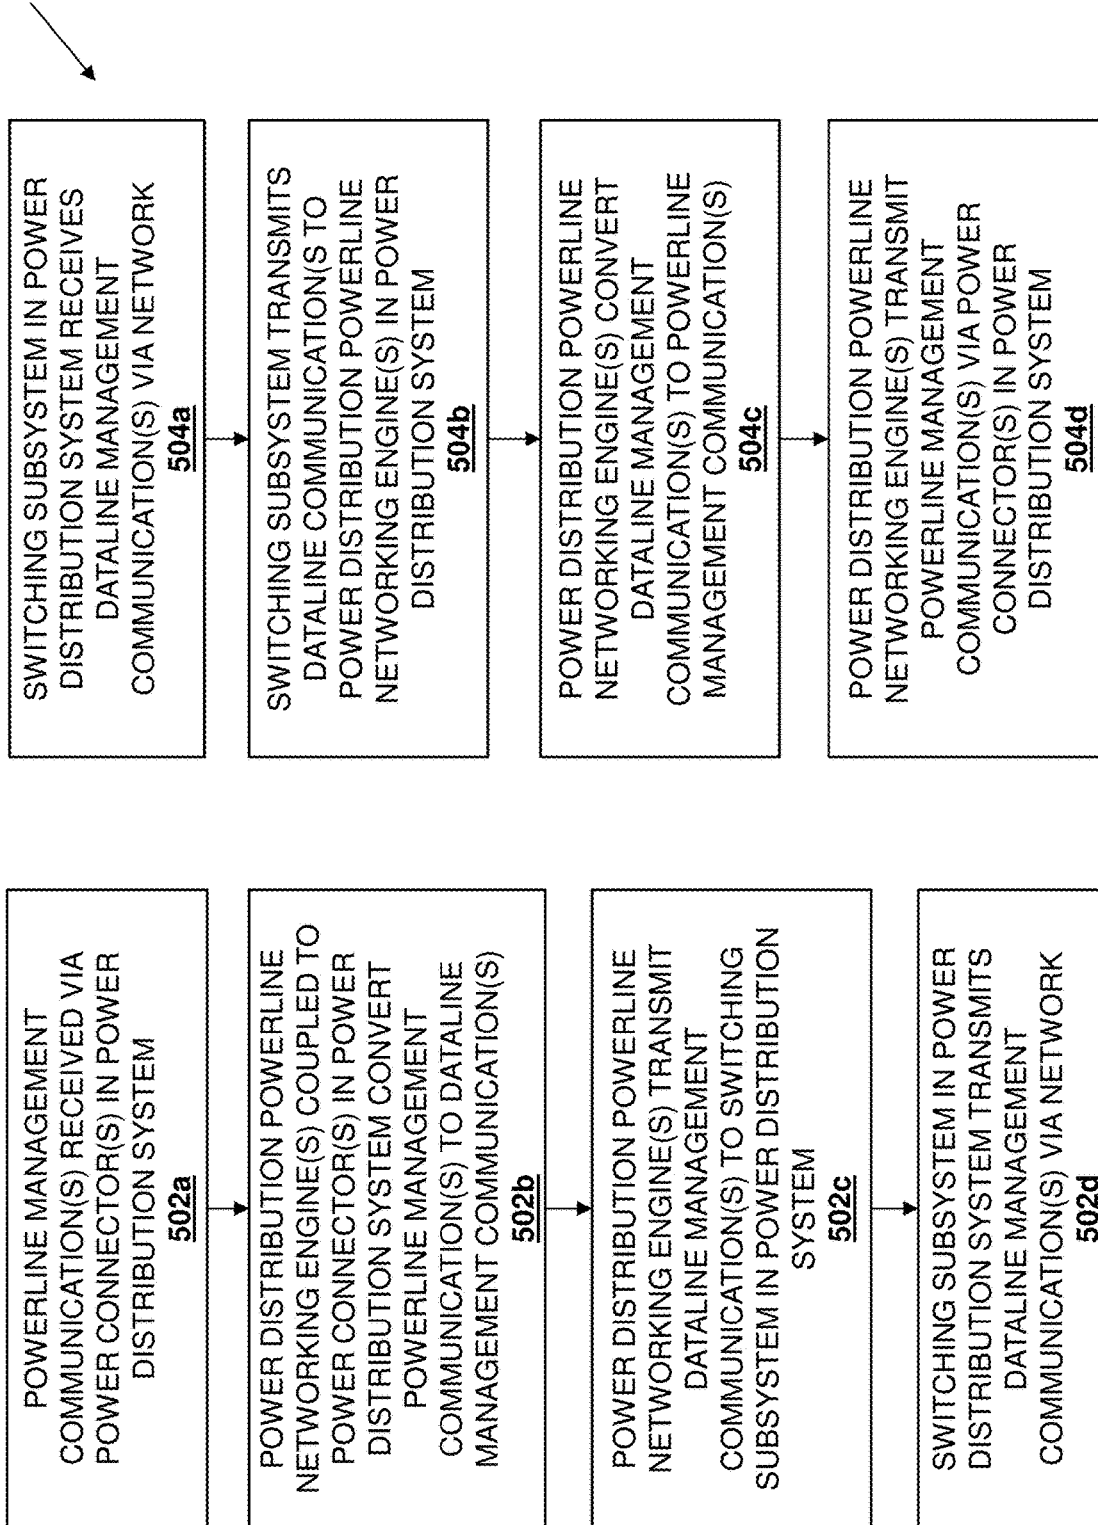 POWERLINE MANAGEMENT
COMMUNICATION(S) RECEIVED VIA
POWER CONNECTOR(S) IN POWER
DISTRIBUTION SYSTEM
502a
POWER DISTRIBUTION POWERLINE
NETWORKING ENGINE(S) COUPLED TO
POWER CONNECTOR(S) IN POWER
DISTRIBUTION SYSTEM CONVERT
POWERLINE MANAGEMENT
COMMUNICATION(S) TO DATALINE
MANAGEMENT COMMUNICATION(S)
502b
POWER DISTRIBUTION POWERLINE
NETWORKING ENGINE(S) TRANSMIT
DATALINE MANAGEMENT
COMMUNICATION(S) TO SWITCHING
SUBSYSTEM IN POWER DISTRIBUTION
SYSTEM
502c
SWITCHING SUBSYSTEM IN POWER
DISTRIBUTION SYSTEM TRANSMITS
DATALINE MANAGEMENT
COMMUNICATION(S) VIA NETWORK
502d
SWITCHING SUBSYSTEM IN POWER
DISTRIBUTION SYSTEM RECEIVES
DATALINE MANAGEMENT
COMMUNICATION(S) VIA NETWORK
504a
SWITCHING SUBSYSTEM TRANSMITS
DATALINE COMMUNICATION(S TO
POWER DISTRIBUTION POWERLINE
NETWORKING ENGINE(S) IN POWER
DISTRIBUTION SYSTEM
504b
POWER DISTRIBUTION POWERLINE
NETWORKING ENGINE(S) CONVERT
DATALINE MANAGEMENT
COMMUNICATION(S) TO POWERLINE
MANAGEMENT COMMUNICATION(S)
504c
POWER DISTRIBUTION POWERLINE
NETWORKING ENGINE(S) TRANSMIT
POWERLINE MANAGEMENT
COMMUNICATION(S) VIA POWER
CONNECTOR(S) IN POWER
DISTRIBUTION SYSTEM
504d